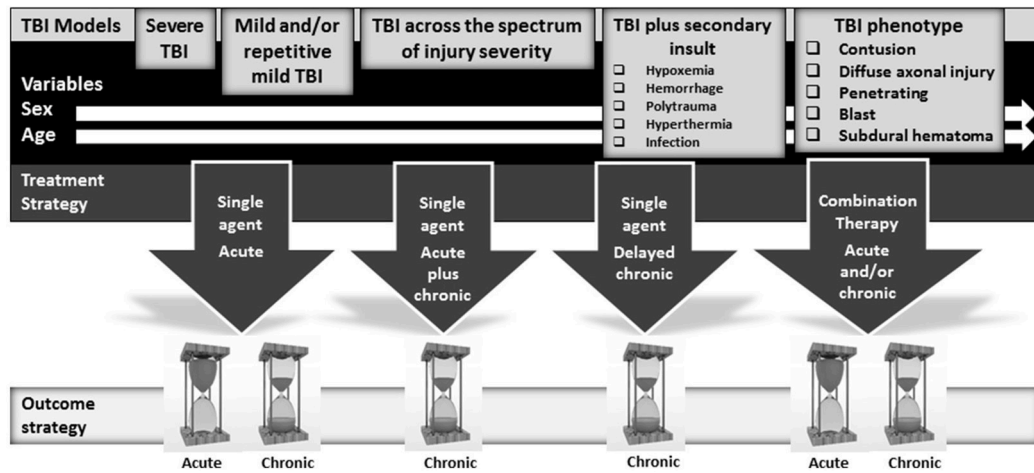 TBI Models
Severe
TBI
Mild and/or
repetitive
mild TBI
TBI across the spectrum
of injury severity
TBI plus secondary
insult
Hypoxemia
Hemorrhage
Polytrauma
Hyperthermia
Infection
TBI phenotype
Contusion
Diffuse axonal injury
Penetrating
Blast
Subdural hematoma
Variables
Sex
Age
Treatment
Strategy
Single
agent
Acute
Single
agent
Acute
plus
chronic
Single
agent
Delayed
chronic
Combination
Therapy
Acute
and/or
chronic
Outcome
strategy
Acute
Chronic
Chronic
Chronic
Acute
Chronic